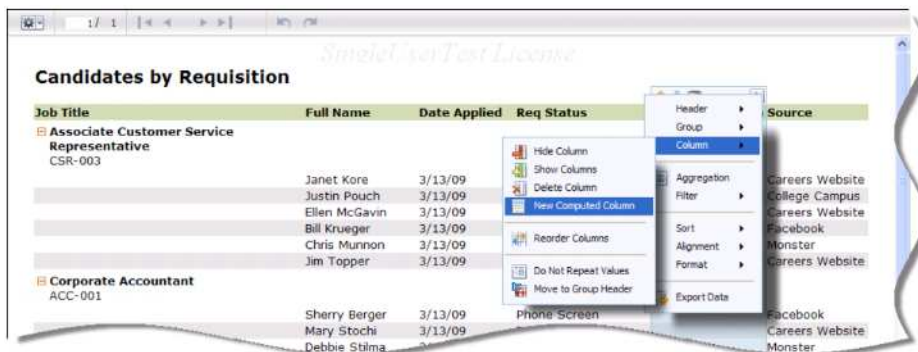 1/ 1
SingleUserTest License
Candidates by Requisition
Job Title Full Name Date Applied Req Status Source
Associate Customer Service
Representative
CSR-003
Janet Kore 3/13/09 Careers Website
Justin Pouch 3/13/09 College Campus
Ellen McGavin 3/13/09 Careers Website
Bill Krueger 3/13/09 Facebook
Chris Munnon 3/13/09 Monster
Jim Topper 3/13/09 Careers Website
Corporate Accountant
ACC-001
Sherry Berger 3/13/09 Phone Screen Facebook
Mary Stochi 3/13/09 Careers Website
Debbie Stilma Monster
Hide Column
Show Columns
Delete Column
New Computed Column
Reorder Columns
Do Not Repeat Values
Move to Group Header
Header
Group
Column
Aggregation
Filter
Sort
Alignment
Format
Export Data